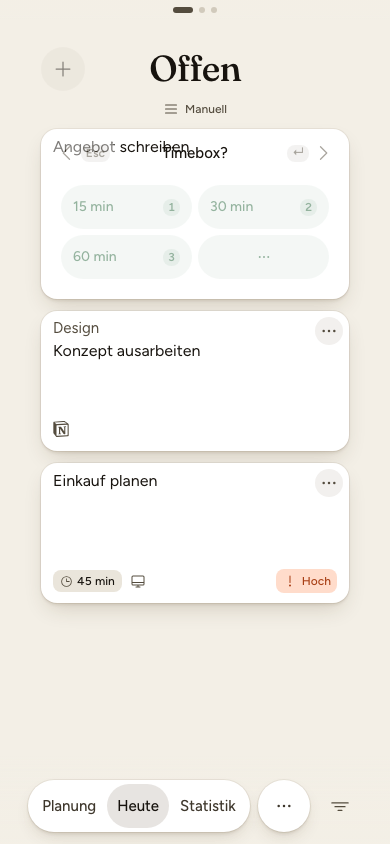 Offen
Manuell
Angebot schreiben
Esc
Timebox?
15 min 1
30 min 2
60 min 3
...
Design
Konzept ausarbeiten
...
N
Einkauf planen
...
45 min
! Hoch
Planung Heute Statistik ...